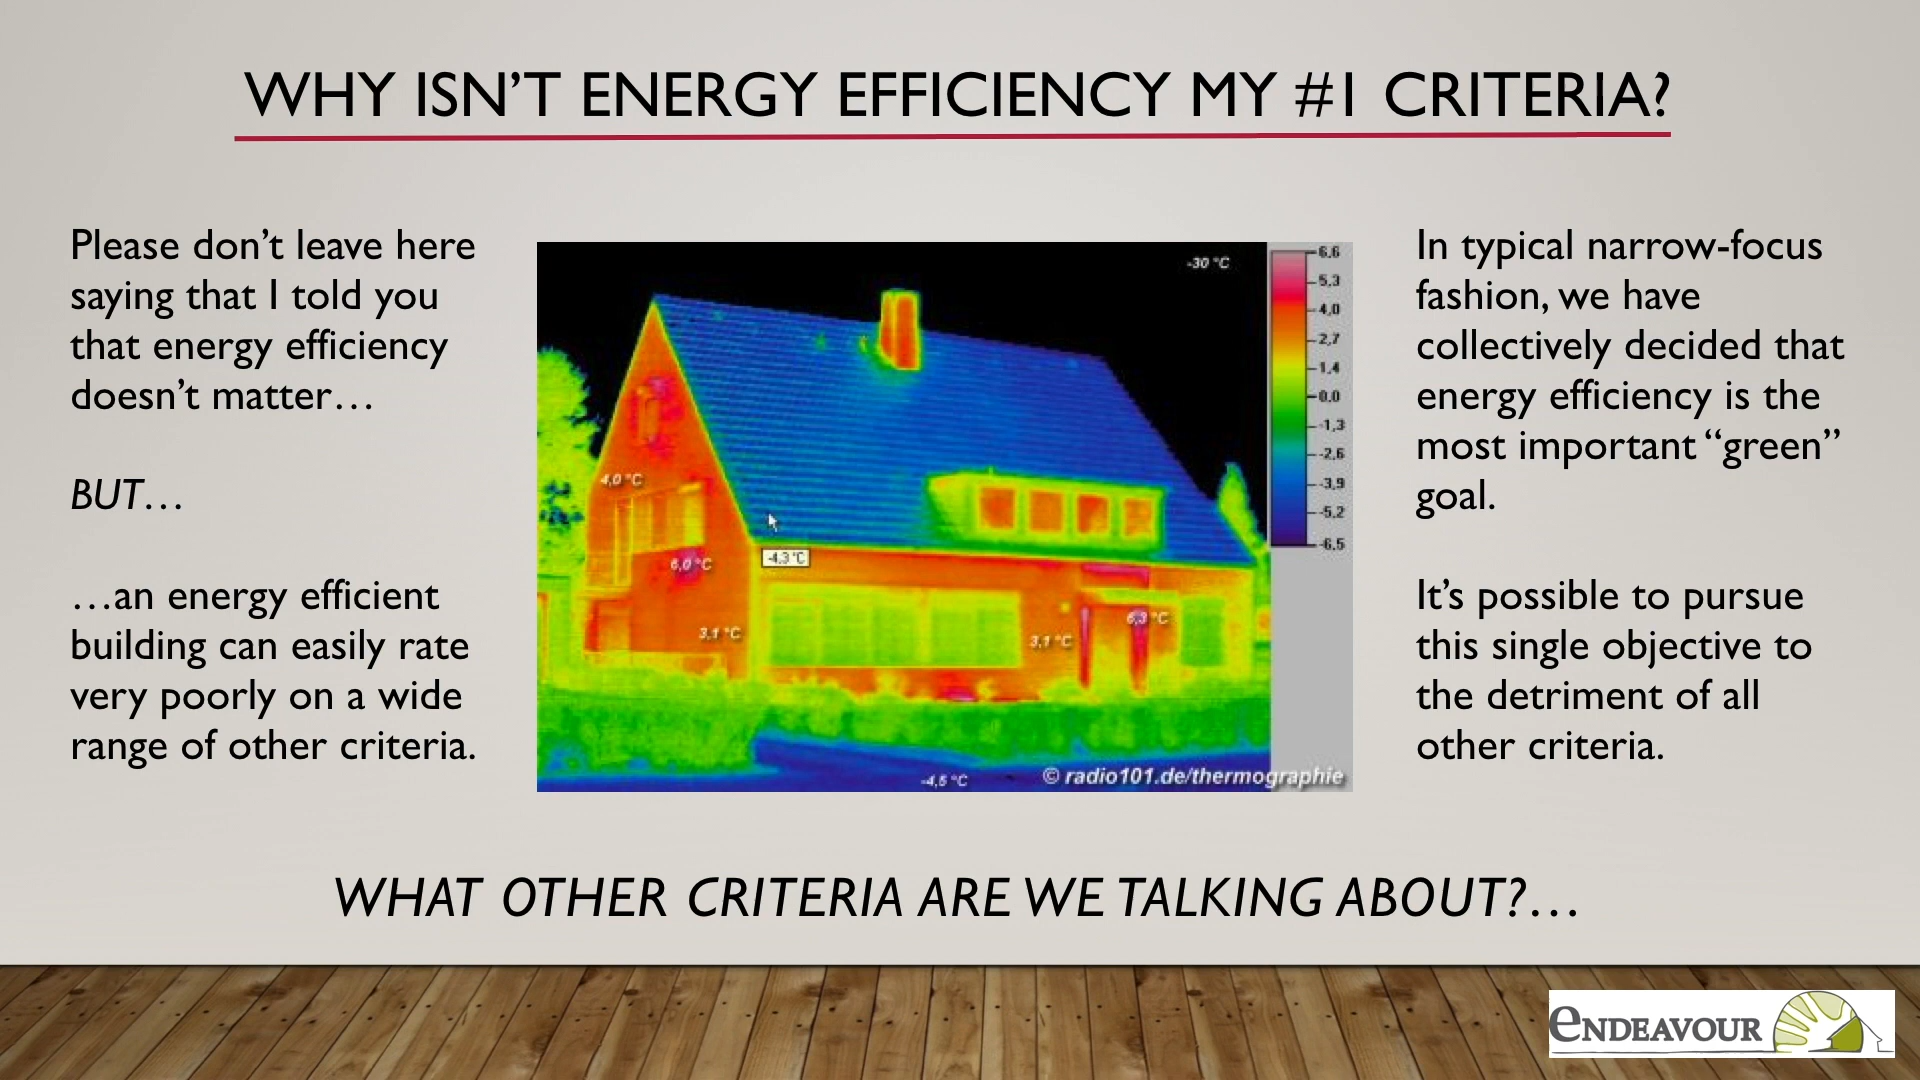 WHY ISN'T ENERGY EFFICIENCY MY #1 CRITERIA?
Please don't leave here
saying that I told you
that energy efficiency
doesn't matter…
BUT…
…an energy efficient
building can easily rate
very poorly on a wide
range of other criteria.
-30 °C
6,6
5,3
4,0
2,7
1,4
0,0
-1,3
-2,6
-3,9
-5,2
-6,5
4,0 °C
-4,3 °C
6,0 °C
3,1 °C
3,1 °C
6,3 °C
-4,5 °C
© radio101.de/thermographie
In typical narrow-focus
fashion, we have
collectively decided that
energy efficiency is the
most important “green”
goal.
It's possible to pursue
this single objective to
the detriment of all
other criteria.
WHAT OTHER CRITERIA ARE WE TALKING ABOUT?…
ENDEAVOUR